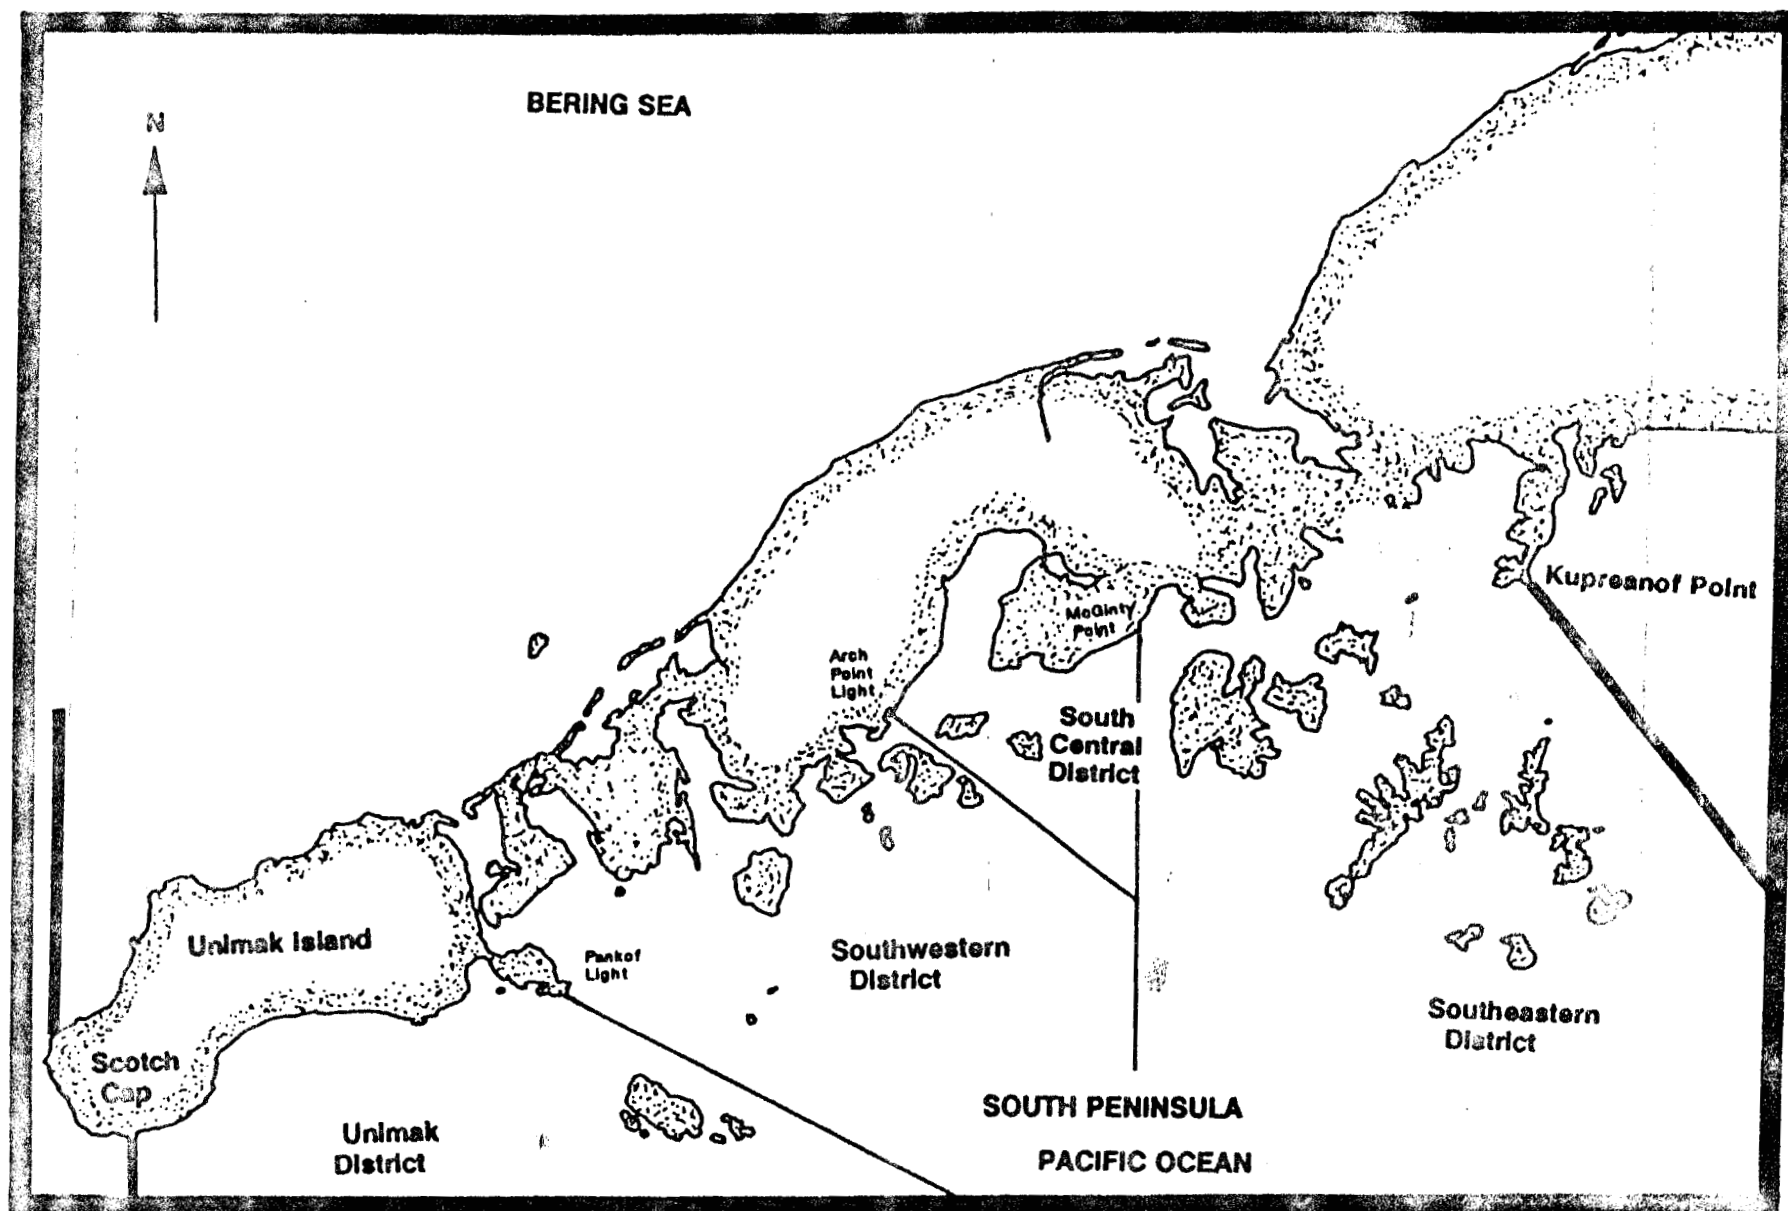 BERING SEA
N
Kupreanof Point
McGinty
Point
Arch
Point
Light
South
Central
District
Unimak Island
Pankof
Light
Southwestern
District
Southeastern
District
Scotch
Cap
SOUTH PENINSULA
Unimak
District
PACIFIC OCEAN